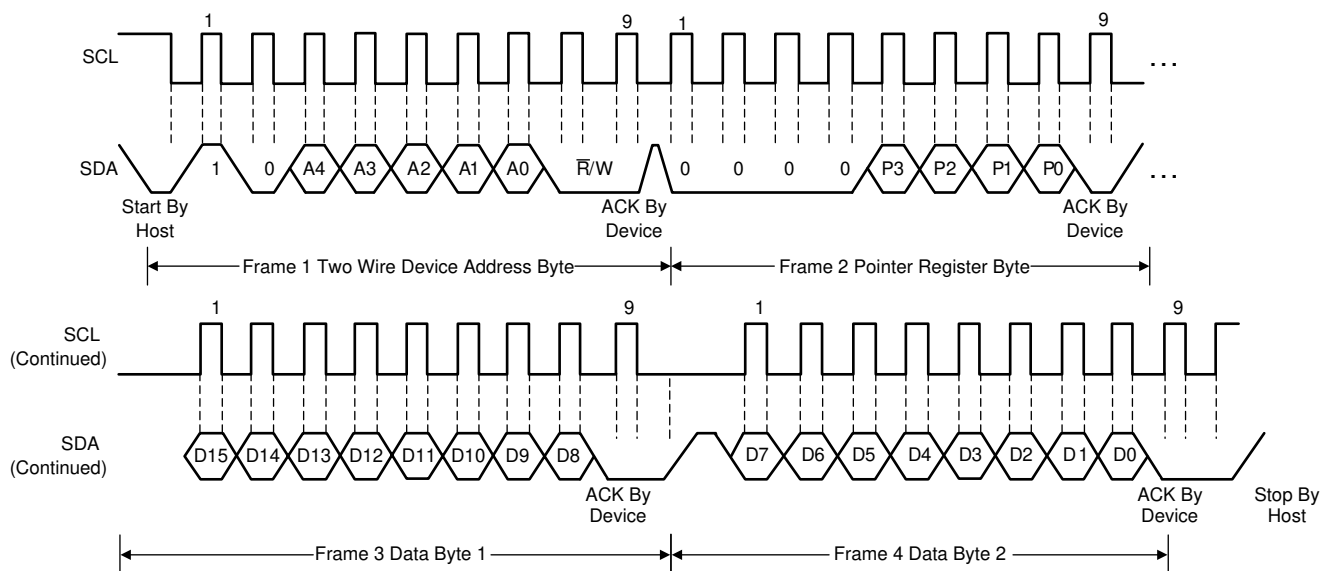 1 9 1 9
SCL ...
SDA 1 0 A4 A3 A2 A1 A0 R̅/W 0 0 0 0 P3 P2 P1 P0 ...
Start By
Host
ACK By
Device
ACK By
Device
Frame 1 Two Wire Device Address Byte Frame 2 Pointer Register Byte
1 9 1 9
SCL
(Continued)
SDA
(Continued)
D15 D14 D13 D12 D11 D10 D9 D8 D7 D6 D5 D4 D3 D2 D1 D0
ACK By
Device
ACK By
Device
Stop By
Host
Frame 3 Data Byte 1 Frame 4 Data Byte 2